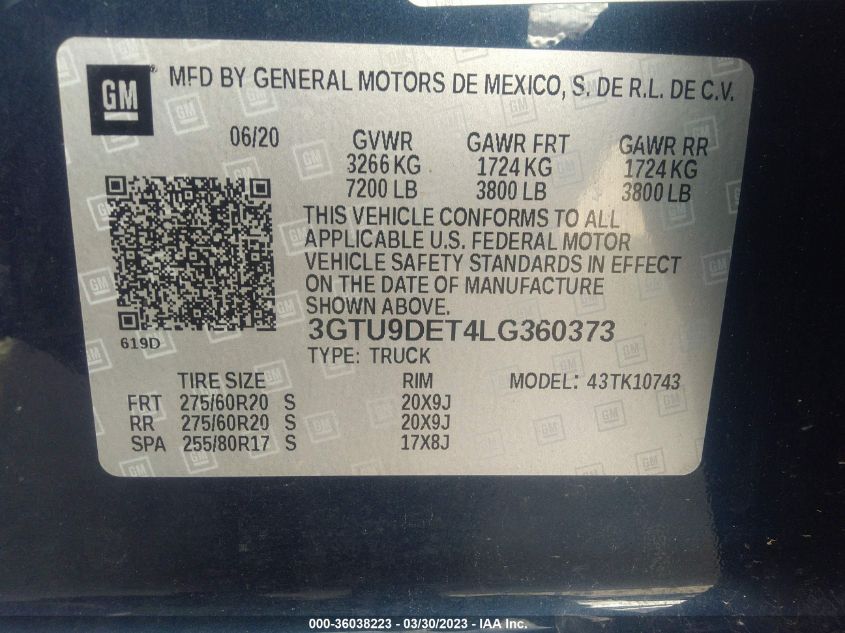 GM ® MFD BY GENERAL MOTORS DE MEXICO, S. DE R.L. DE C.V.
06/20 GVWR GAWR FRT GAWR RR
3266 KG 1724 KG 1724 KG
7200 LB 3800 LB 3800 LB
THIS VEHICLE CONFORMS TO ALL
APPLICABLE U.S. FEDERAL MOTOR
VEHICLE SAFETY STANDARDS IN EFFECT
ON THE DATE OF MANUFACTURE
SHOWN ABOVE.
3GTU9DET4LG360373
619D
TYPE: TRUCK
TIRE SIZE RIM MODEL: 43TK10743
FRT 275/60R20 S 20X9J
RR 275/60R20 S 20X9J
SPA 255/80R17 S 17X8J
000-36038223 - 03/30/2023 - IAA Inc.